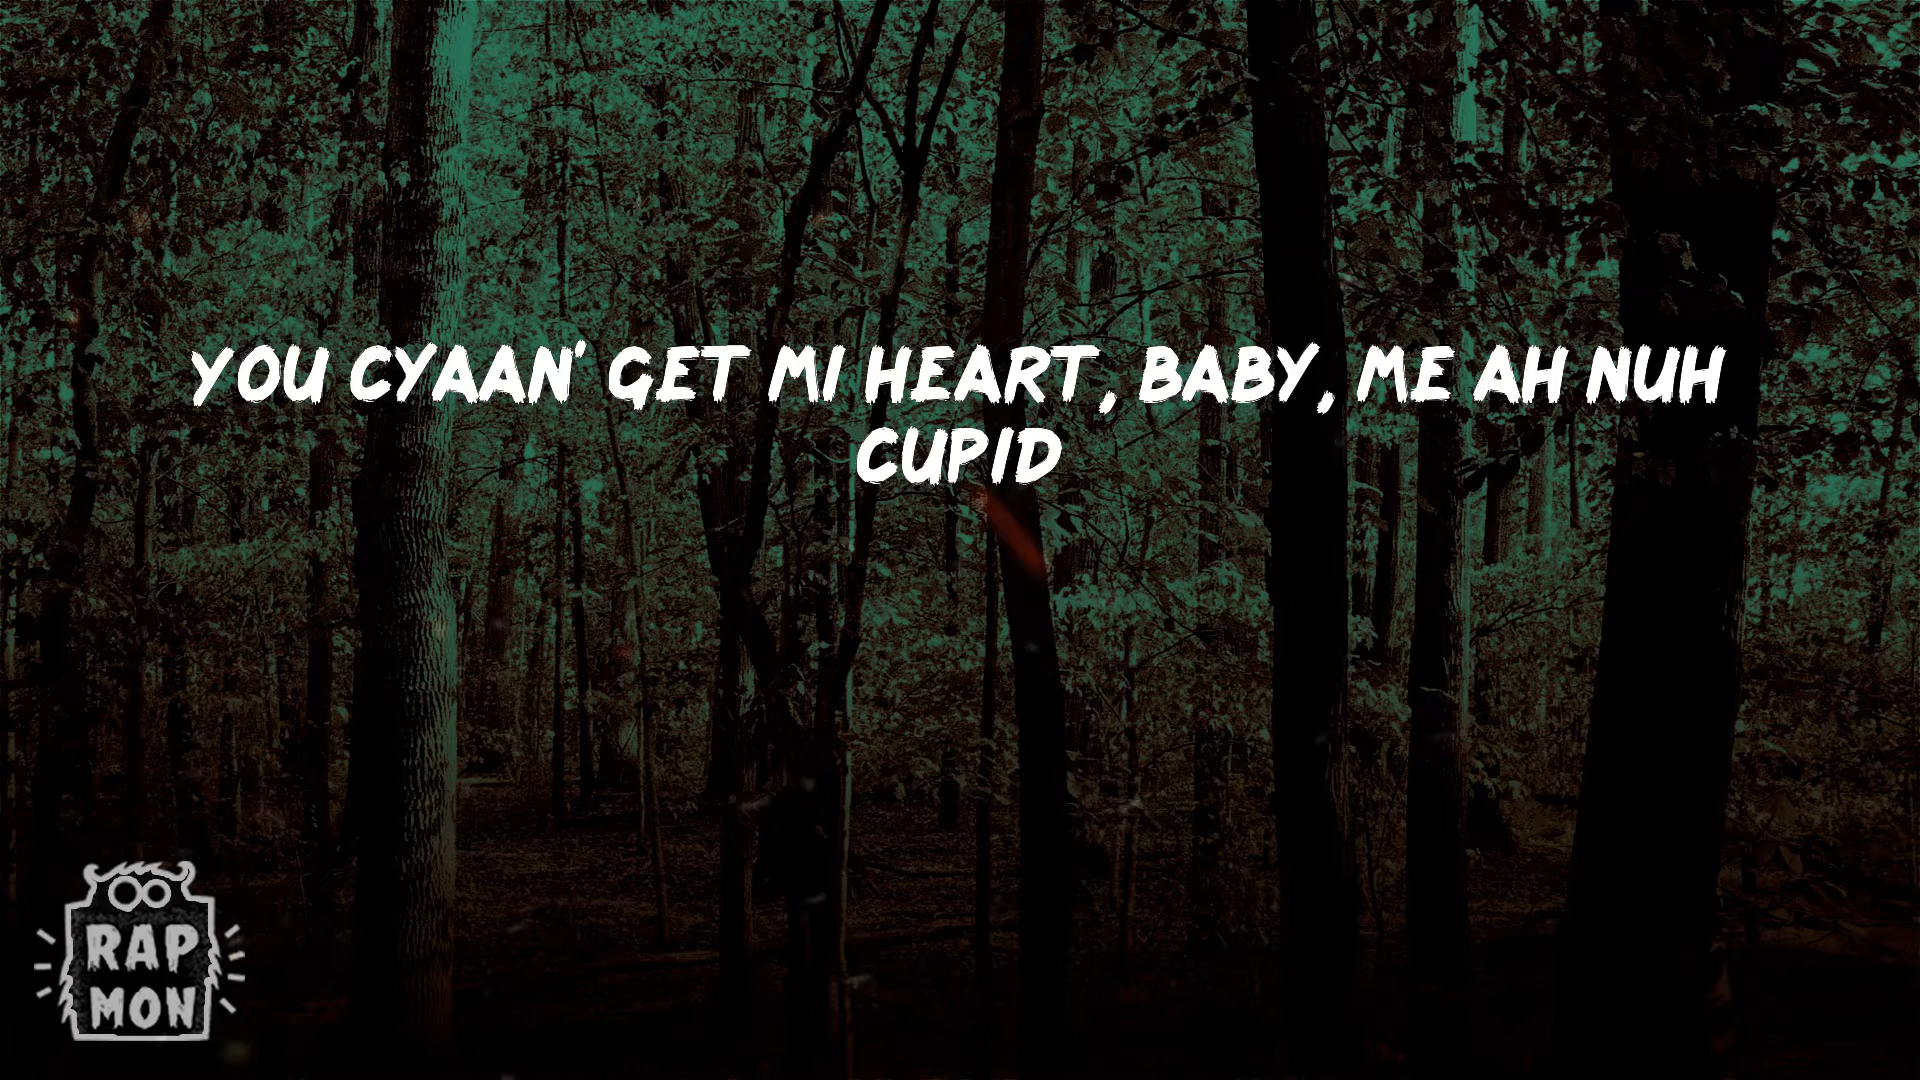 YOU CYAAN' GET MI HEART, BABY, ME AH NUH
CUPID
RAP
MON